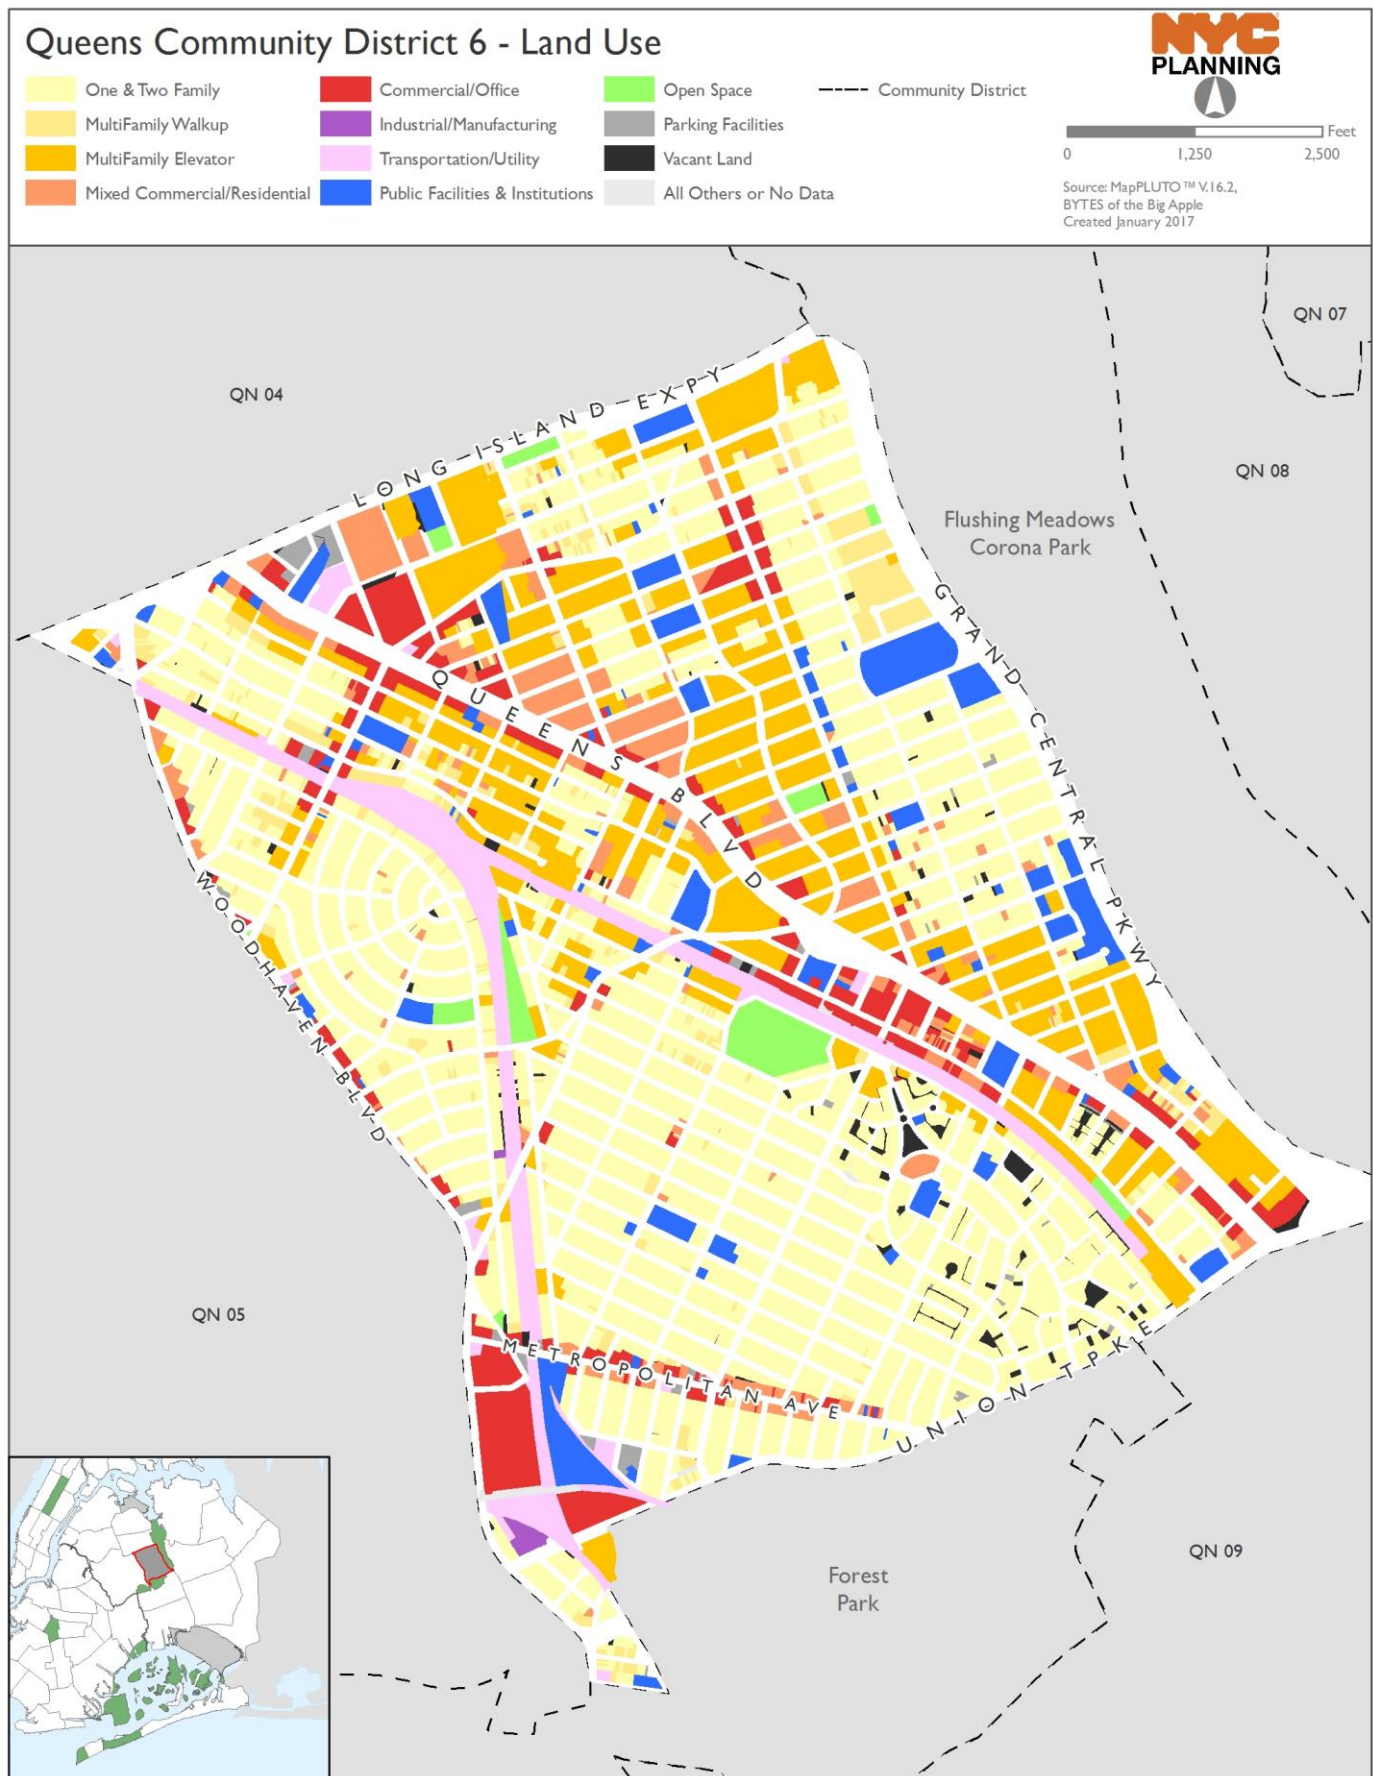 Queens Community District 6 - Land Use
One & Two Family
MultiFamily Walkup
MultiFamily Elevator
Mixed Commercial/Residential
Commercial/Office
Industrial/Manufacturing
Transportation/Utility
Public Facilities & Institutions
Open Space
Parking Facilities
Vacant Land
All Others or No Data
Community District
NYC
PLANNING
Feet
0 1,250 2,500
Source: MapPLUTO™ V.16.2,
BYTES of the Big Apple
Created January 2017
QN 07
QN 04
QN 08
LONG ISLAND EXPY
Flushing Meadows
Corona Park
GRAND CENTRAL PKWY
QUEENS BLVD
WOODHAVEN BLVD
QN 05
METROPOLITAN AVE
UNION TPKE
QN 09
Forest
Park